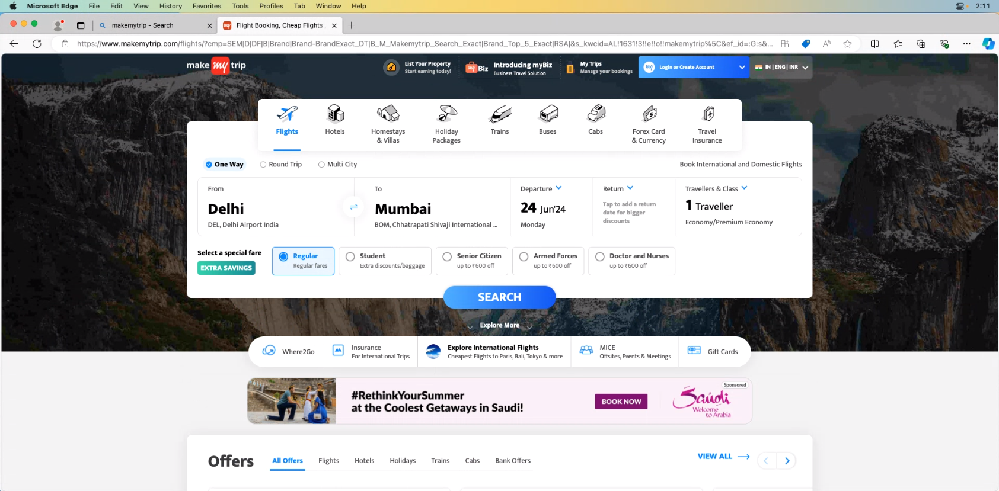 Microsoft Edge File Edit View History Favorites Tools Profiles Tab Window Help 2:11
makemytrip - Search
Flight Booking, Cheap Flights
https://www.makemytrip.com/flights/?cmp=SEM|D|DF|B|Brand|Brand-BrandExact_DT|B_M_Makemytrip_Search_Exact|Brand_Top_5_Exact|RSA|&s_kwcid=AL!1631!3!!e!!o!!makemytrip%5C&ef_id=:G:s&...
make my trip
List Your Property
Start earning today!
my Biz
Introducing myBiz
Business Travel Solution
My Trips
Manage your bookings
my
Login or Create Account
IN | ENG | INR
Flights
Hotels
Homestays
& Villas
Holiday
Packages
Trains
Buses
Cabs
Forex Card
& Currency
Travel
Insurance
One Way
Round Trip
Multi City
Book International and Domestic Flights
From
Delhi
DEL, Delhi Airport India
To
Mumbai
BOM, Chhatrapati Shivaji International ...
Departure
24 Jun'24
Monday
Return
Tap to add a return
date for bigger
discounts
Travellers & Class
1 Traveller
Economy/Premium Economy
Select a special fare
EXTRA SAVINGS
Regular
Regular fares
Student
Extra discounts/baggage
Senior Citizen
up to ₹600 off
Armed Forces
up to ₹600 off
Doctor and Nurses
up to ₹600 off
SEARCH
Explore More
Where2Go
Insurance
For International Trips
Explore International Flights
Cheapest Flights to Paris, Bali, Tokyo & more
MICE
Offsites, Events & Meetings
Gift Cards
#RethinkYourSummer
at the Coolest Getaways in Saudi!
BOOK NOW
Sponsored
Saudi
Welcome
to Arabia
Offers
All Offers
Flights
Hotels
Holidays
Trains
Cabs
Bank Offers
VIEW ALL